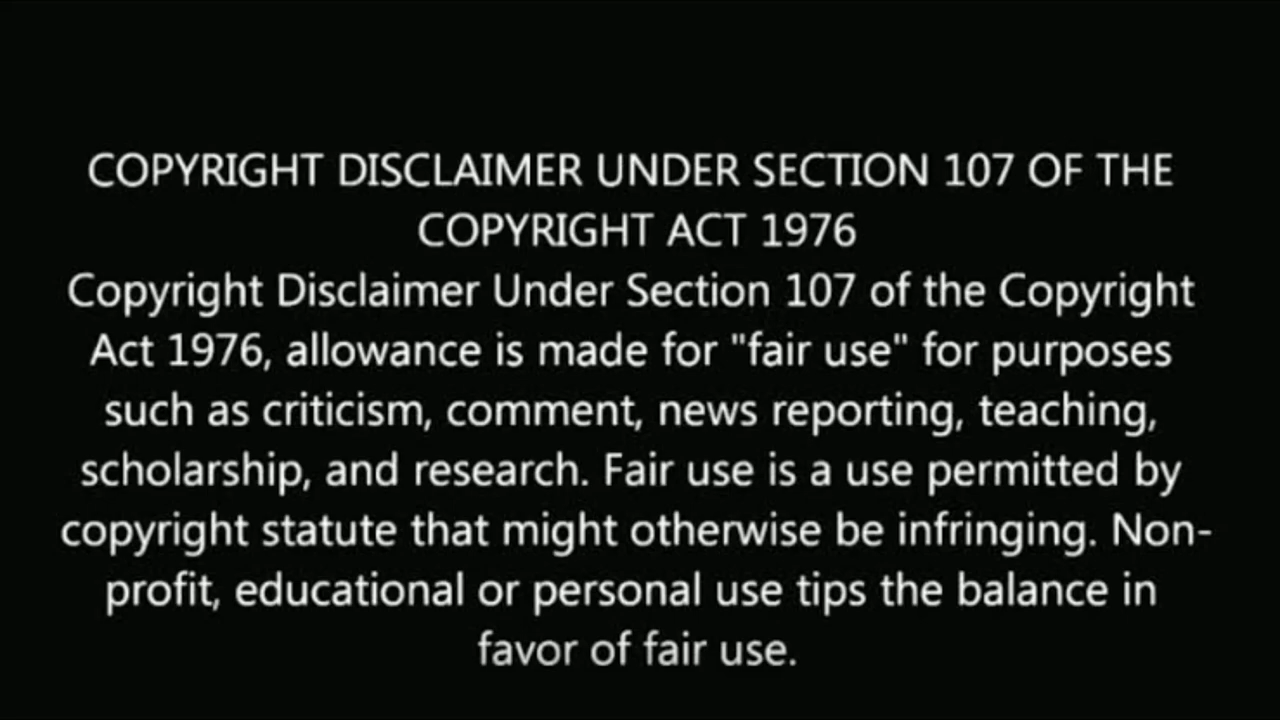 COPYRIGHT DISCLAIMER UNDER SECTION 107 OF THE
COPYRIGHT ACT 1976
Copyright Disclaimer Under Section 107 of the Copyright
Act 1976, allowance is made for "fair use" for purposes
such as criticism, comment, news reporting, teaching,
scholarship, and research. Fair use is a use permitted by
copyright statute that might otherwise be infringing. Non-
profit, educational or personal use tips the balance in
favor of fair use.